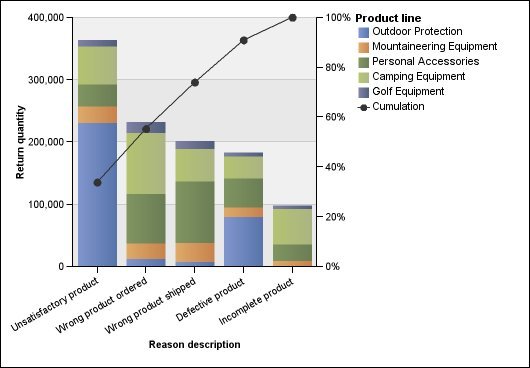 400,000
300,000
200,000
100,000
0
Return quantity
100%
80%
60%
40%
20%
0%
Product line
Outdoor Protection
Mountaineering Equipment
Personal Accessories
Camping Equipment
Golf Equipment
Cumulation
Unsatisfactory product
Wrong product ordered
Wrong product shipped
Defective product
Incomplete product
Reason description